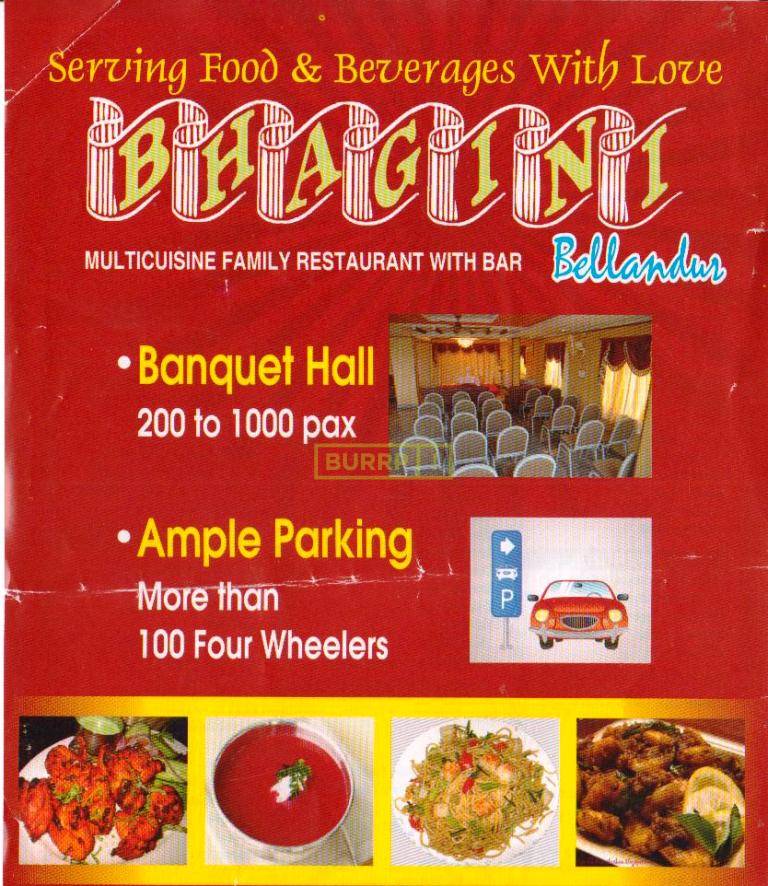 Serving Food & Beverages With Love
BHAGINI
MULTICUISINE FAMILY RESTAURANT WITH BAR
Bellandur
• Banquet Hall
200 to 1000 pax
• Ample Parking
More than
100 Four Wheelers
P